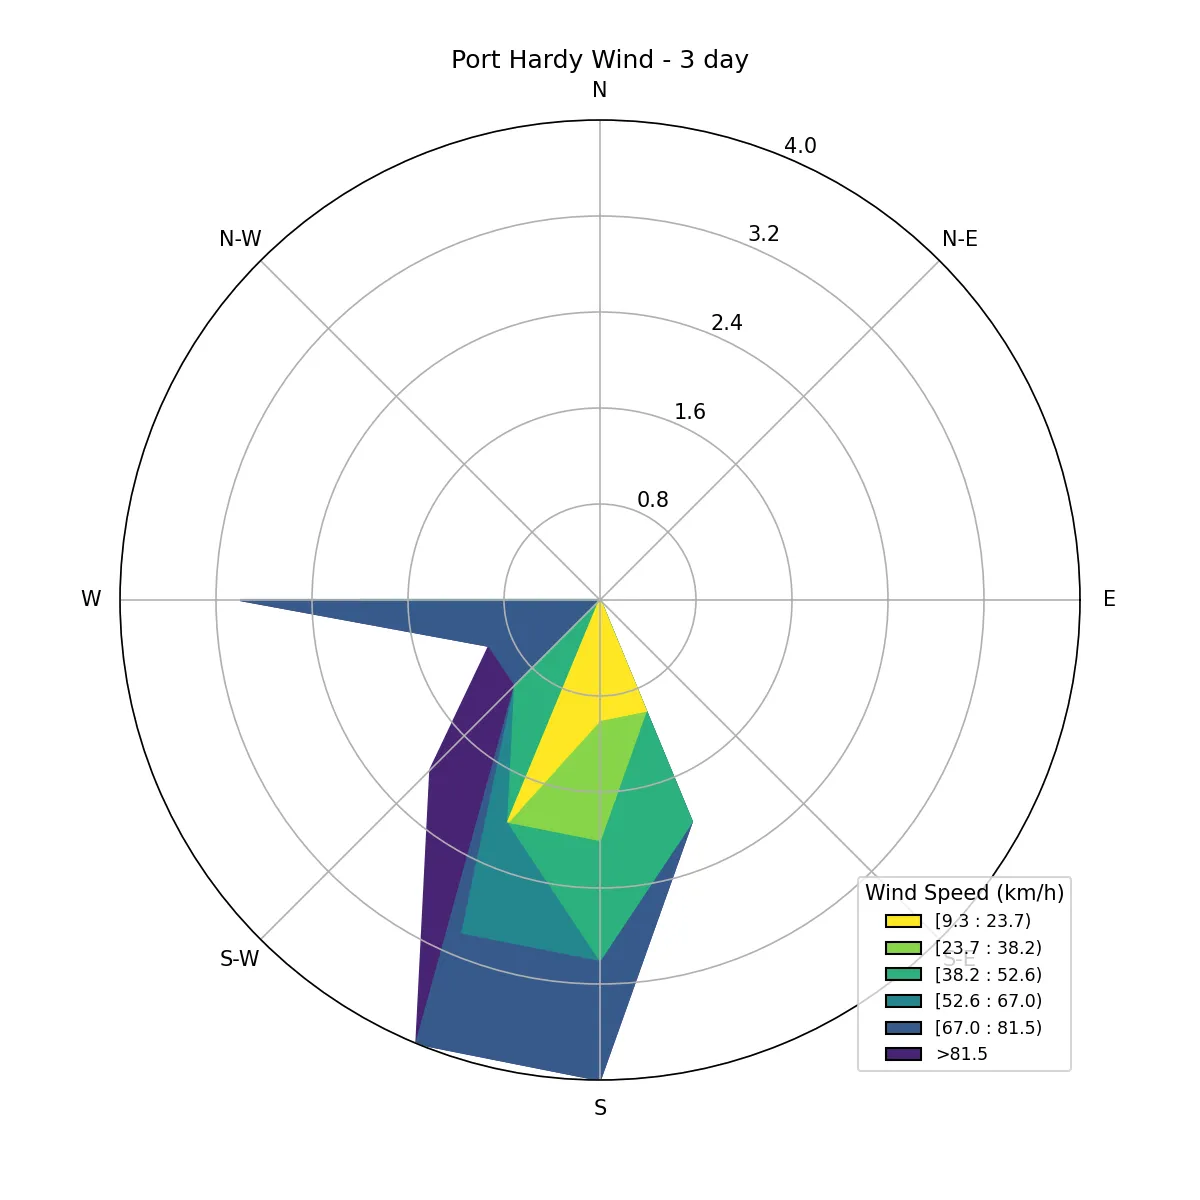 Port Hardy Wind - 3 day
N
4.0
3.2
N-W
N-E
2.4
1.6
0.8
W
E
Wind Speed (km/h)
[9.3 : 23.7)
[23.7 : 38.2)
S-W
S-E
[38.2 : 52.6)
[52.6 : 67.0)
[67.0 : 81.5)
>81.5
S